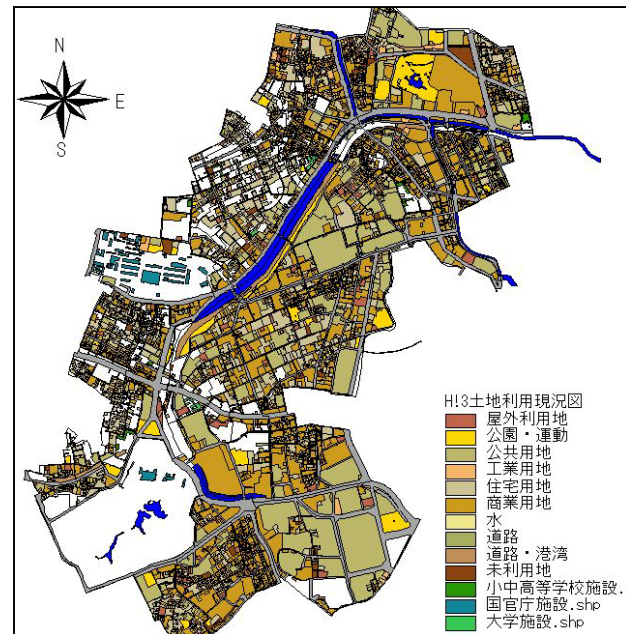 N
E
S
H13土地利用現況図
屋外利用地
公園・運動
公共用地
工業用地
住宅用地
商業用地
水
道路
道路・港湾
未利用地
小中高等学校施設.
国官庁施設.shp
大学施設.shp